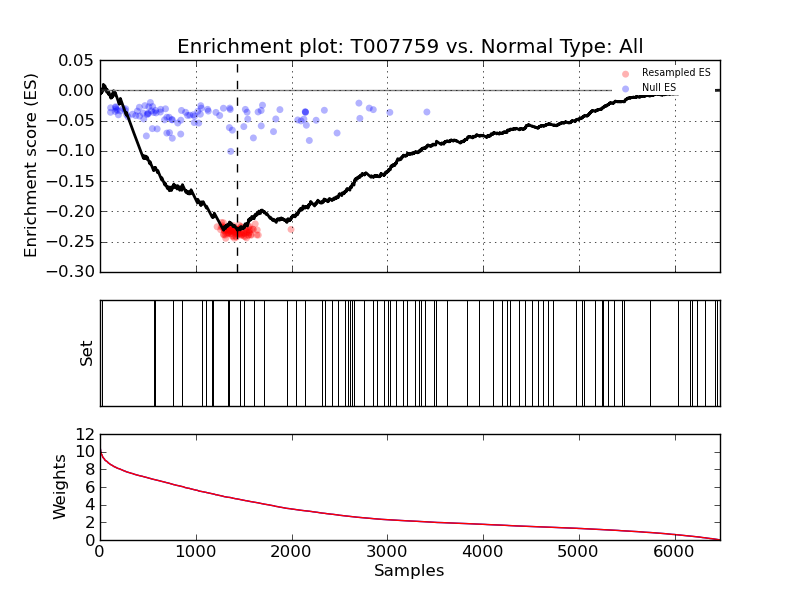 Enrichment plot: T007759 vs. Normal Type: All
Enrichment score (ES)
0.05
0.00
−0.05
−0.10
−0.15
−0.20
−0.25
−0.30
Resampled ES
Null ES
Set
Weights
12
10
8
6
4
2
0
0 1000 2000 3000 4000 5000 6000
Samples